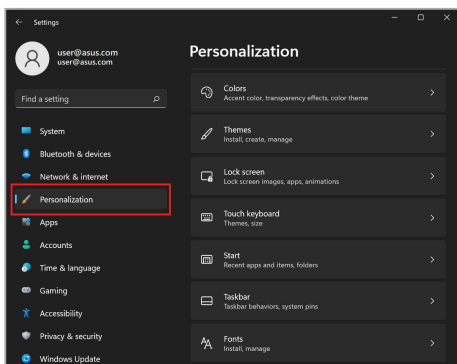 Settings
user@asus.com
user@asus.com
Find a setting
System
Bluetooth & devices
Network & internet
Personalization
Apps
Accounts
Time & language
Gaming
Accessibility
Privacy & security
Windows Update
Personalization
Colors
Accent color, transparency effects, color theme
Themes
Install, create, manage
Lock screen
Lock screen images, apps, animations
Touch keyboard
Themes, size
Start
Recent apps and items, folders
Taskbar
Taskbar behaviors, system pins
Fonts
Install, manage